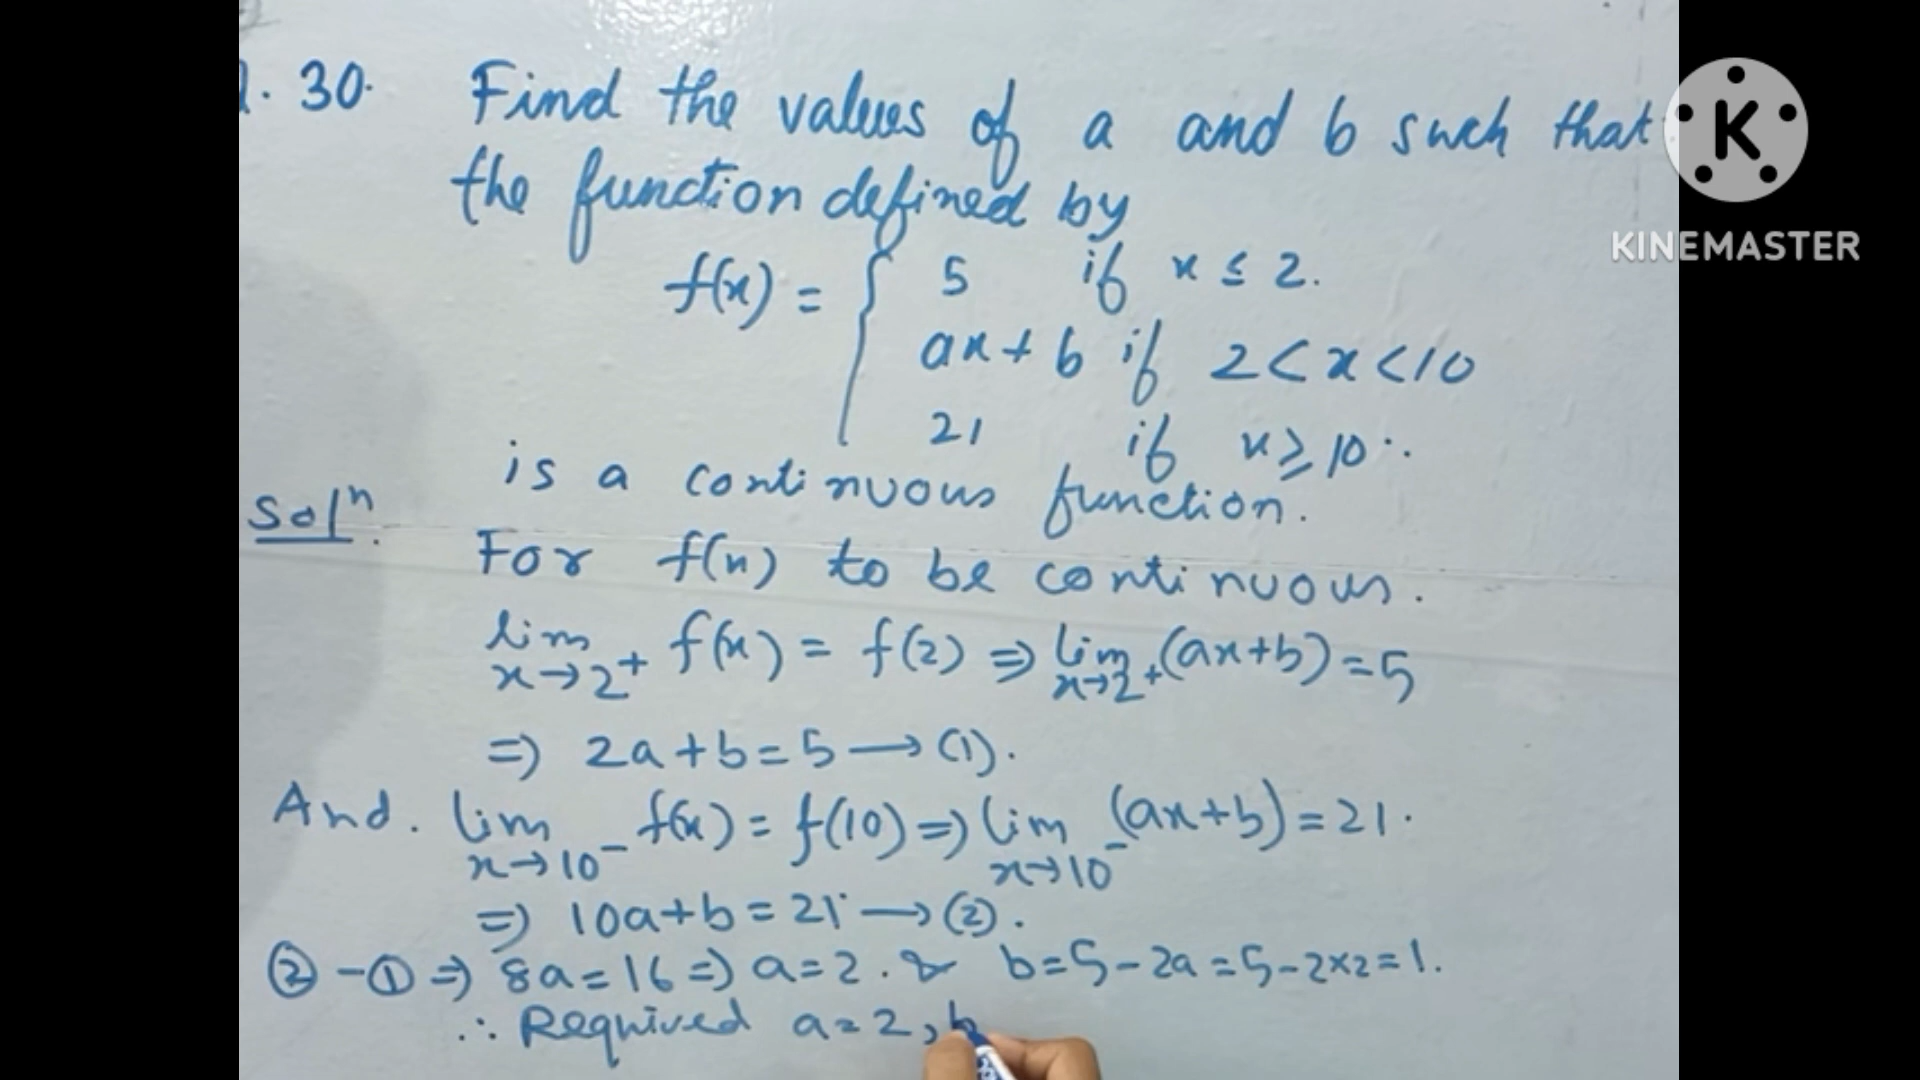 . 30. Find the values of a and b such that
the function defined by
f(x) = { 5 if x ≤ 2.
ax + b if 2 < x < 10
21 if x ≥ 10.
is a continuous function.
Solⁿ.
For f(x) to be continuous.
lim x→2⁺ f(x) = f(2) ⇒ lim x→2⁺ (ax+b) = 5
⇒ 2a + b = 5 → (1).
And. lim x→10⁻ f(x) = f(10) ⇒ lim x→10⁻ (ax+b) = 21.
⇒ 10a + b = 21 → (2).
② - ① ⇒ 8a = 16 ⇒ a = 2. & b = 5 - 2a = 5 - 2×2 = 1.
∴ Required a = 2, b
K
KINEMASTER